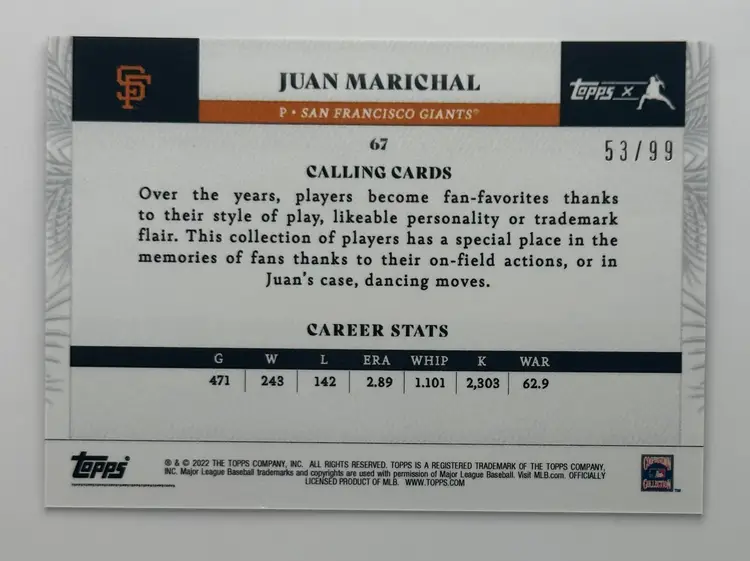 SF
JUAN MARICHAL
P • SAN FRANCISCO GIANTS®
Topps ×
67
53/99
CALLING CARDS
Over the years, players become fan-favorites thanks
to their style of play, likeable personality or trademark
flair. This collection of players has a special place in the
memories of fans thanks to their on-field actions, or in
Juan's case, dancing moves.
CAREER STATS
G W L ERA WHIP K WAR
471 243 142 2.89 1.101 2,303 62.9
Topps
® & © 2022 THE TOPPS COMPANY, INC. ALL RIGHTS RESERVED. TOPPS IS A REGISTERED TRADEMARK OF THE TOPPS COMPANY,
INC. Major League Baseball trademarks and copyrights are used with permission of Major League Baseball. Visit MLB.com. OFFICIALLY
LICENSED PRODUCT OF MLB. WWW.TOPPS.COM
COOPERSTOWN
COLLECTION
™